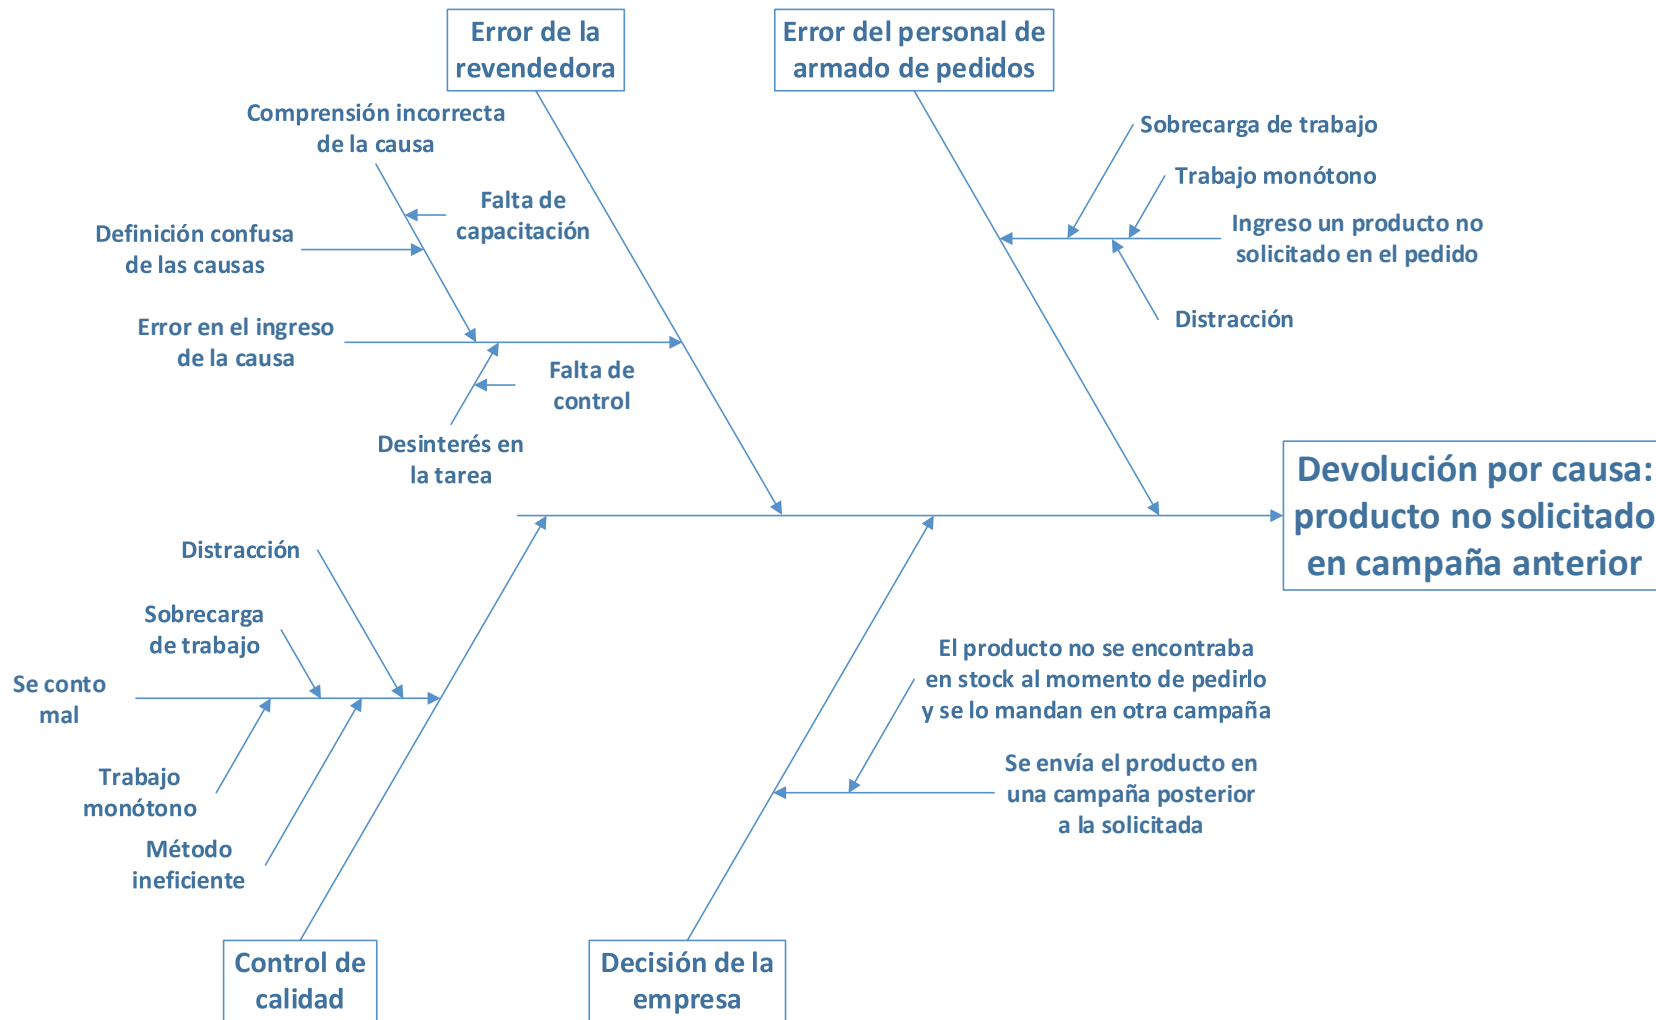 Error de la
revendedora
Error del personal de
armado de pedidos
Comprensión incorrecta
de la causa
Sobrecarga de trabajo
Trabajo monótono
Falta de
capacitación
Ingreso un producto no
solicitado en el pedido
Definición confusa
de las causas
Distracción
Error en el ingreso
de la causa
Falta de
control
Desinterés en
la tarea
Devolución por causa:
producto no solicitado
en campaña anterior
Distracción
Sobrecarga
de trabajo
Se conto
mal
Trabajo
monótono
Método
ineficiente
El producto no se encontraba
en stock al momento de pedirlo
y se lo mandan en otra campaña
Se envía el producto en
una campaña posterior
a la solicitada
Control de
calidad
Decisión de la
empresa